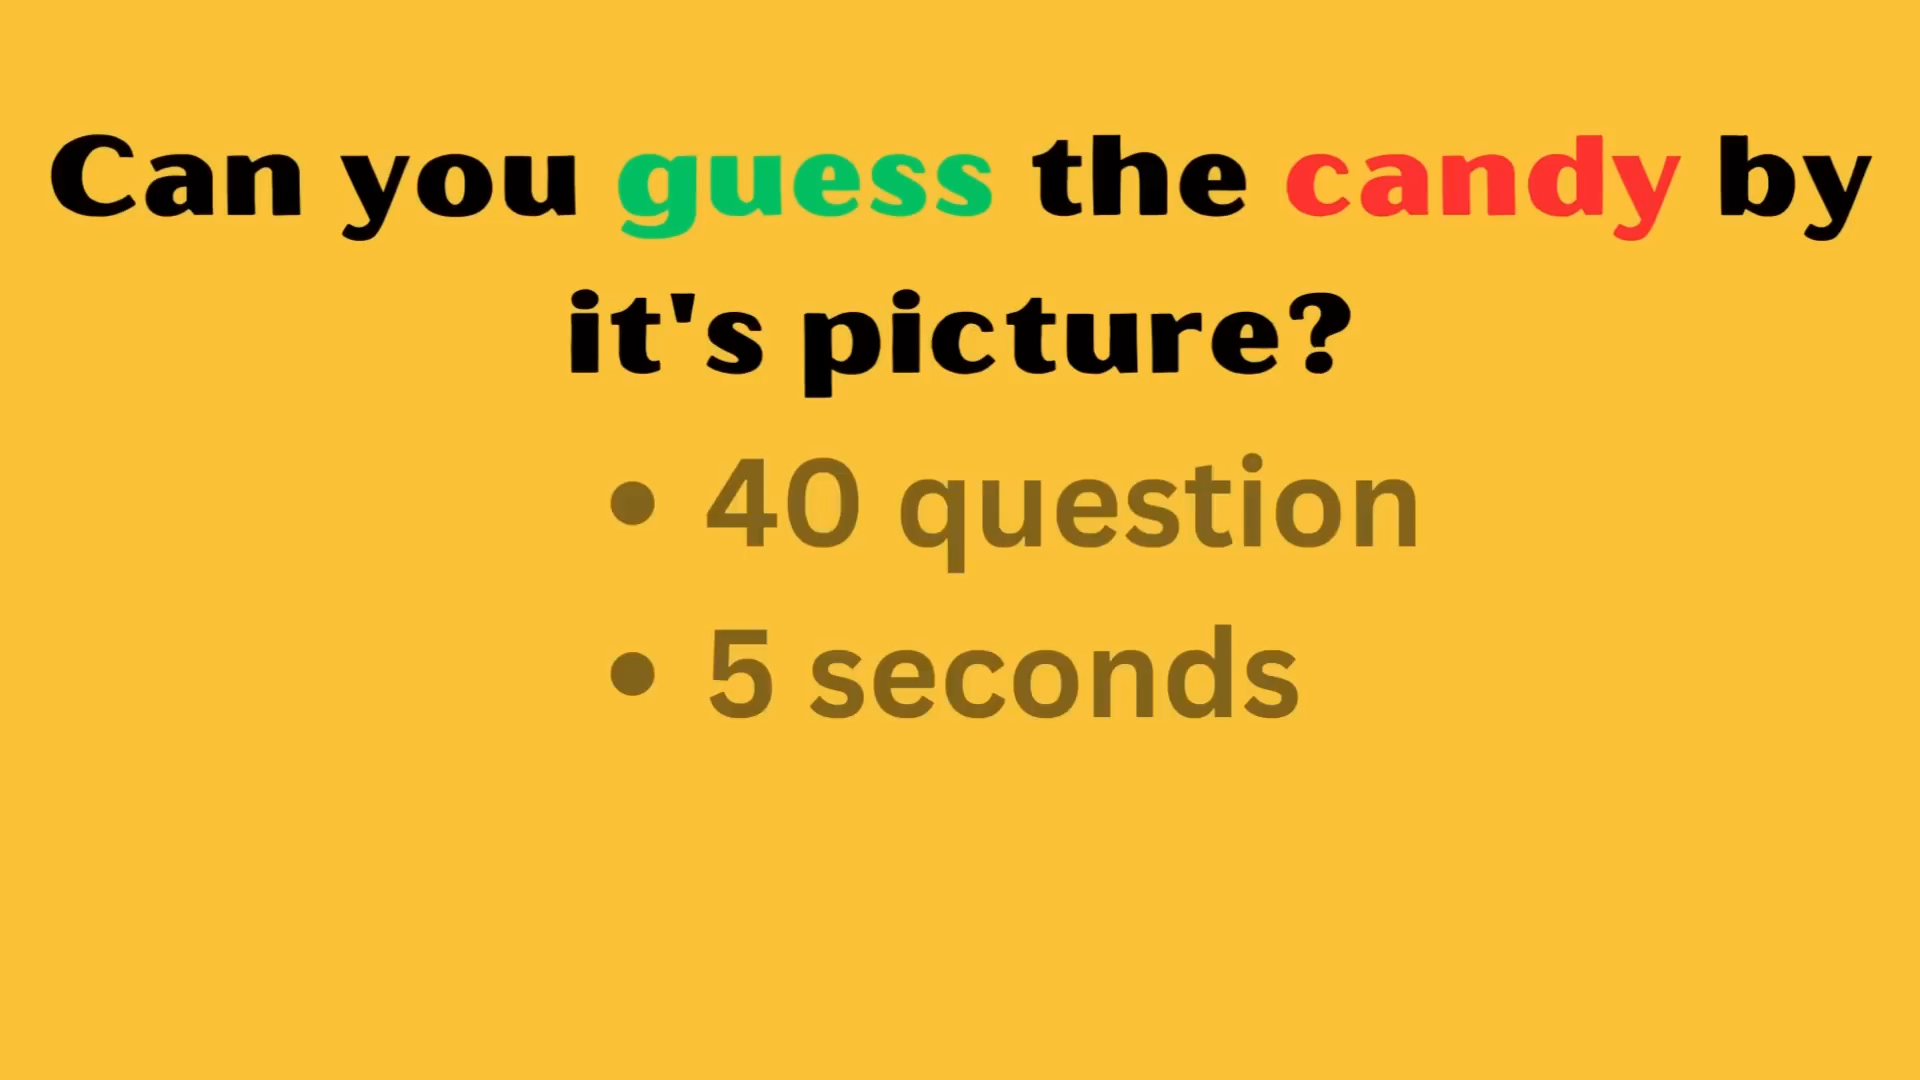 Can you guess the candy by
it's picture?
• 40 question
• 5 seconds